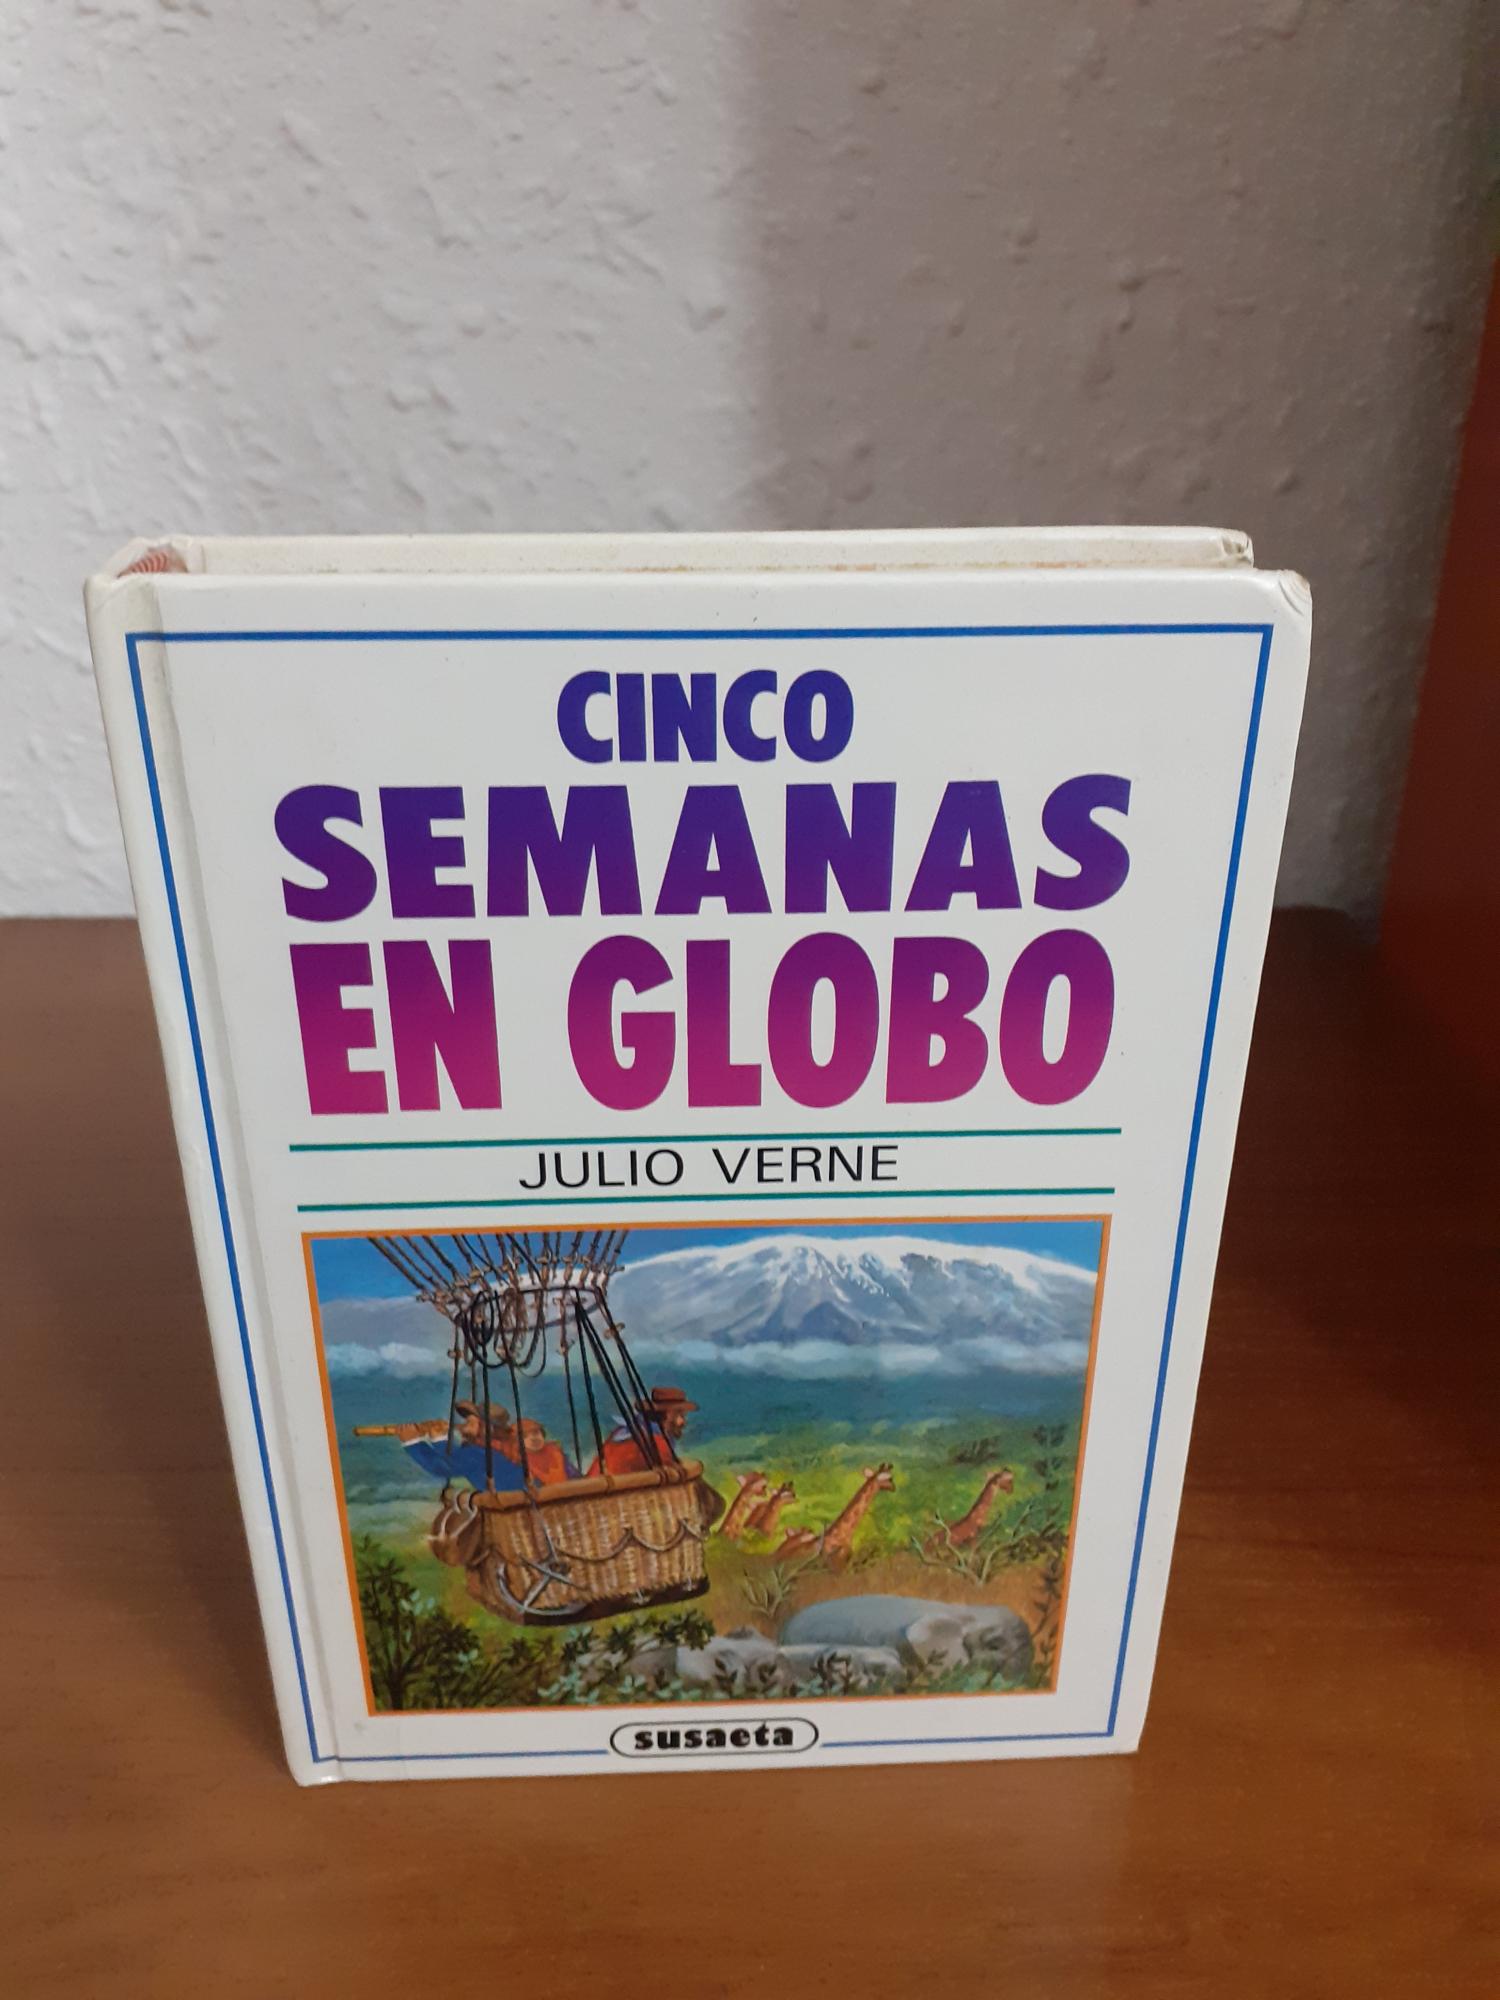 CINCO
SEMANAS
EN GLOBO
JULIO VERNE
susaeta